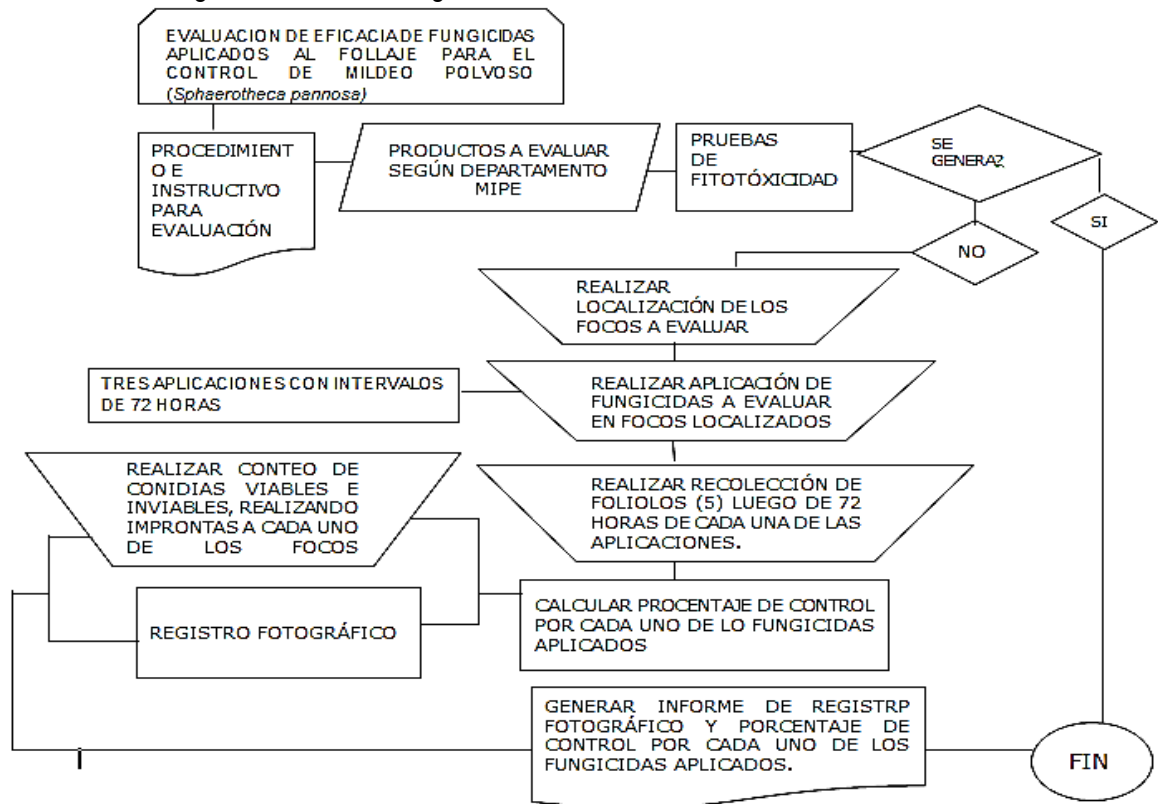 EVALUACION DE EFICACIA DE FUNGICIDAS
APLICADOS AL FOLLAJE PARA EL
CONTROL DE MILDEO POLVOSO
(Sphaerotheca pannosa)
PROCEDIMIENT
O E
INSTRUCTIVO
PARA
EVALUACIÓN
PRODUCTOS A EVALUAR
SEGÚN DEPARTAMENTO
MIPE
PRUEBAS
DE
FITOTÓXICIDAD
SE
GENERA?
SI
NO
REALIZAR
LOCALIZACIÓN DE LOS
FOCOS A EVALUAR
TRES APLICACIONES CON INTERVALOS
DE 72 HORAS
REALIZAR APLICACIÓN DE
FUNGICIDAS A EVALUAR
EN FOCOS LOCALIZADOS
REALIZAR CONTEO DE
CONIDIAS VIABLES E
INVIABLES, REALIZANDO
IMPRONTAS A CADA UNO
DE LOS FOCOS
REALIZAR RECOLECCIÓN DE
FOLIOLOS (5) LUEGO DE 72
HORAS DE CADA UNA DE LAS
APLICACIONES.
REGISTRO FOTOGRÁFICO
CALCULAR PROCENTAJE DE CONTROL
POR CADA UNO DE LO FUNGICIDAS
APLICADOS
GENERAR INFORME DE REGISTRP
FOTOGRÁFICO Y PORCENTAJE DE
CONTROL POR CADA UNO DE LOS
FUNGICIDAS APLICADOS.
FIN